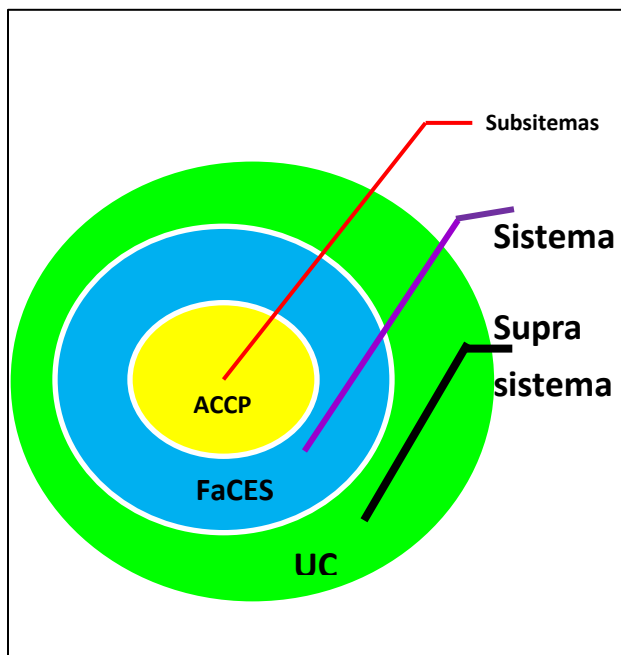 Subsitemas
Sistema
Supra
sistema
ACCP
FaCES
UC